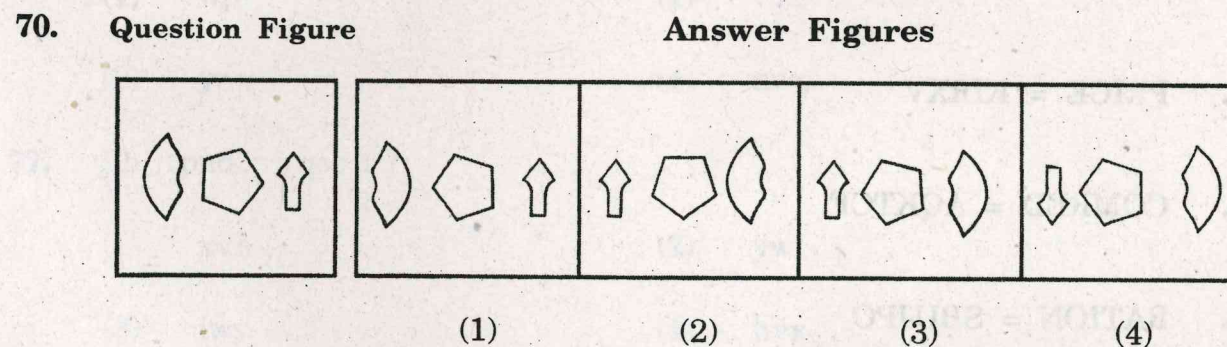 70. Question Figure Answer Figures
(1) (2) (3) (4)